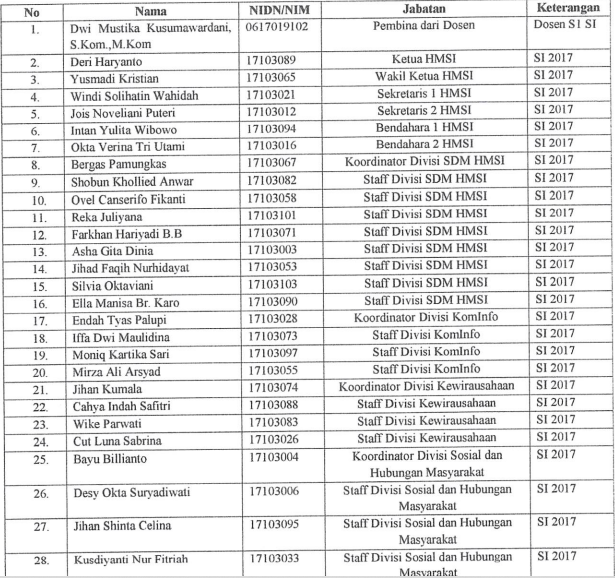 No Nama NIDN/NIM Jabatan Keterangan
1. Dwi Mustika Kusumawardani, 0617019102 Pembina dari Dosen Dosen S1 SI
S.Kom.,M.Kom
2. Deri Haryanto 17103089 Ketua HMSI SI 2017
3. Yusmadi Kristian 17103065 Wakil Ketua HMSI SI 2017
4. Windi Solihatin Wahidah 17103021 Sekretaris 1 HMSI SI 2017
5. Jois Noveliani Puteri 17103012 Sekretaris 2 HMSI SI 2017
6. Intan Yulita Wibowo 17103094 Bendahara 1 HMSI SI 2017
7. Okta Verina Tri Utami 17103016 Bendahara 2 HMSI SI 2017
8. Bergas Pamungkas 17103067 Koordinator Divisi SDM HMSI SI 2017
9. Shobun Khollied Anwar 17103082 Staff Divisi SDM HMSI SI 2017
10. Ovel Canserifo Fikanti 17103058 Staff Divisi SDM HMSI SI 2017
11. Reka Juliyana 17103101 Staff Divisi SDM HMSI SI 2017
12. Farkhan Hariyadi B.B 17103071 Staff Divisi SDM HMSI SI 2017
13. Asha Gita Dinia 17103003 Staff Divisi SDM HMSI SI 2017
14. Jihad Faqih Nurhidayat 17103053 Staff Divisi SDM HMSI SI 2017
15. Silvia Oktaviani 17103103 Staff Divisi SDM HMSI SI 2017
16. Ella Manisa Br. Karo 17103090 Staff Divisi SDM HMSI SI 2017
17. Endah Tyas Palupi 17103028 Koordinator Divisi KomInfo SI 2017
18. Iffa Dwi Maulidina 17103073 Staff Divisi KomInfo SI 2017
19. Moniq Kartika Sari 17103097 Staff Divisi KomInfo SI 2017
20. Mirza Ali Arsyad 17103055 Staff Divisi KomInfo SI 2017
21. Jihan Kumala 17103074 Koordinator Divisi Kewirausahaan SI 2017
22. Cahya Indah Safitri 17103088 Staff Divisi Kewirausahaan SI 2017
23. Wike Parwati 17103083 Staff Divisi Kewirausahaan SI 2017
24. Cut Luna Sabrina 17103026 Staff Divisi Kewirausahaan SI 2017
25. Bayu Billianto 17103004 Koordinator Divisi Sosial dan SI 2017
Hubungan Masyarakat
26. Desy Okta Suryadiwati 17103006 Staff Divisi Sosial dan Hubungan SI 2017
Masyarakat
27. Jihan Shinta Celina 17103095 Staff Divisi Sosial dan Hubungan SI 2017
Masyarakat
28. Kusdiyanti Nur Fitriah 17103033 Staff Divisi Sosial dan Hubungan SI 2017
Masyarakat